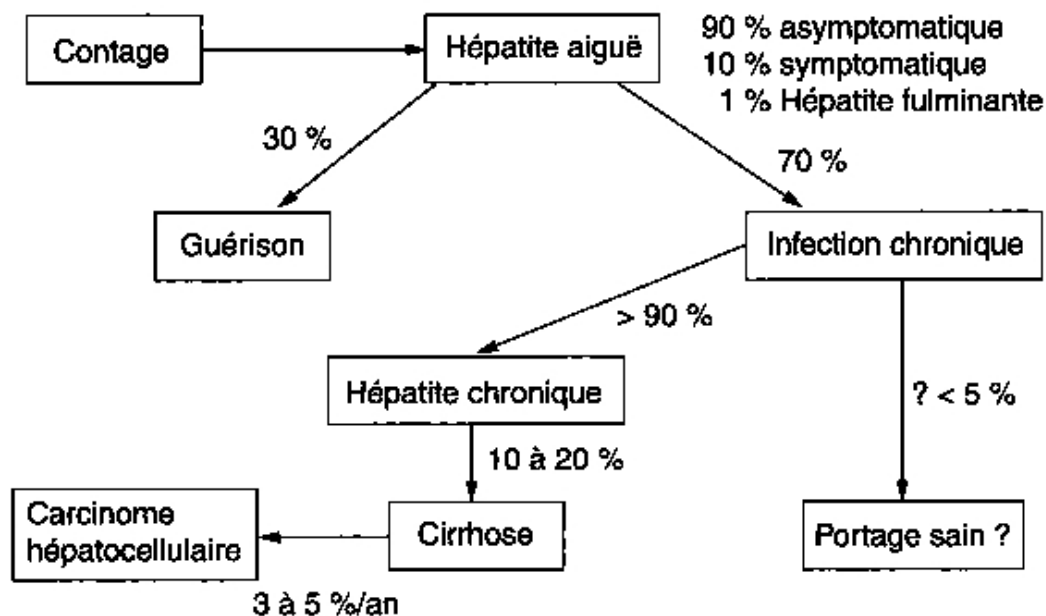 Contage
Hépatite aiguë
90 % asymptomatique
10 % symptomatique
1 % Hépatite fulminante
30 %
70 %
Guérison
Infection chronique
> 90 %
Hépatite chronique
? < 5 %
10 à 20 %
Carcinome
hépatocellulaire
Cirrhose
Portage sain ?
3 à 5 %/an